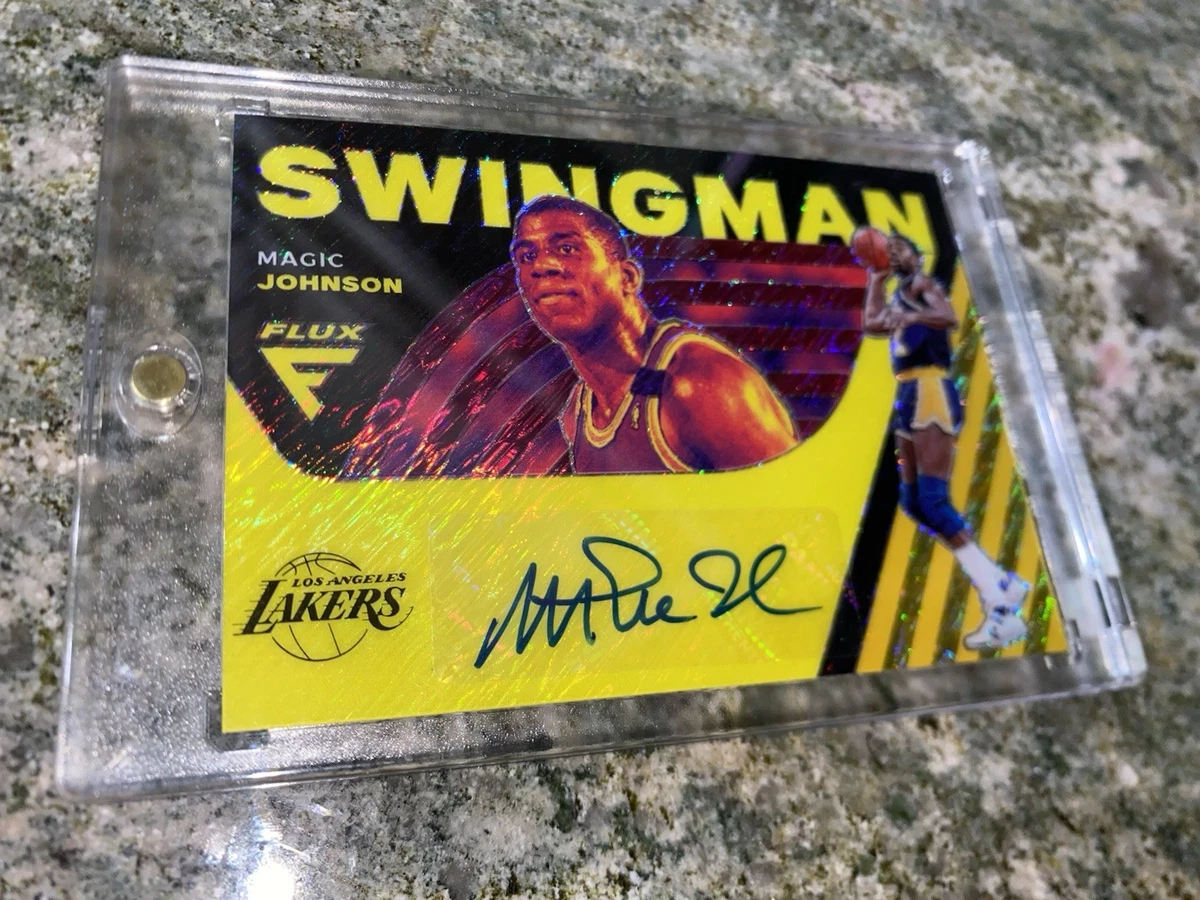 SWINGMAN
MAGIC
JOHNSON
FLUX
LOS ANGELES
LAKERS